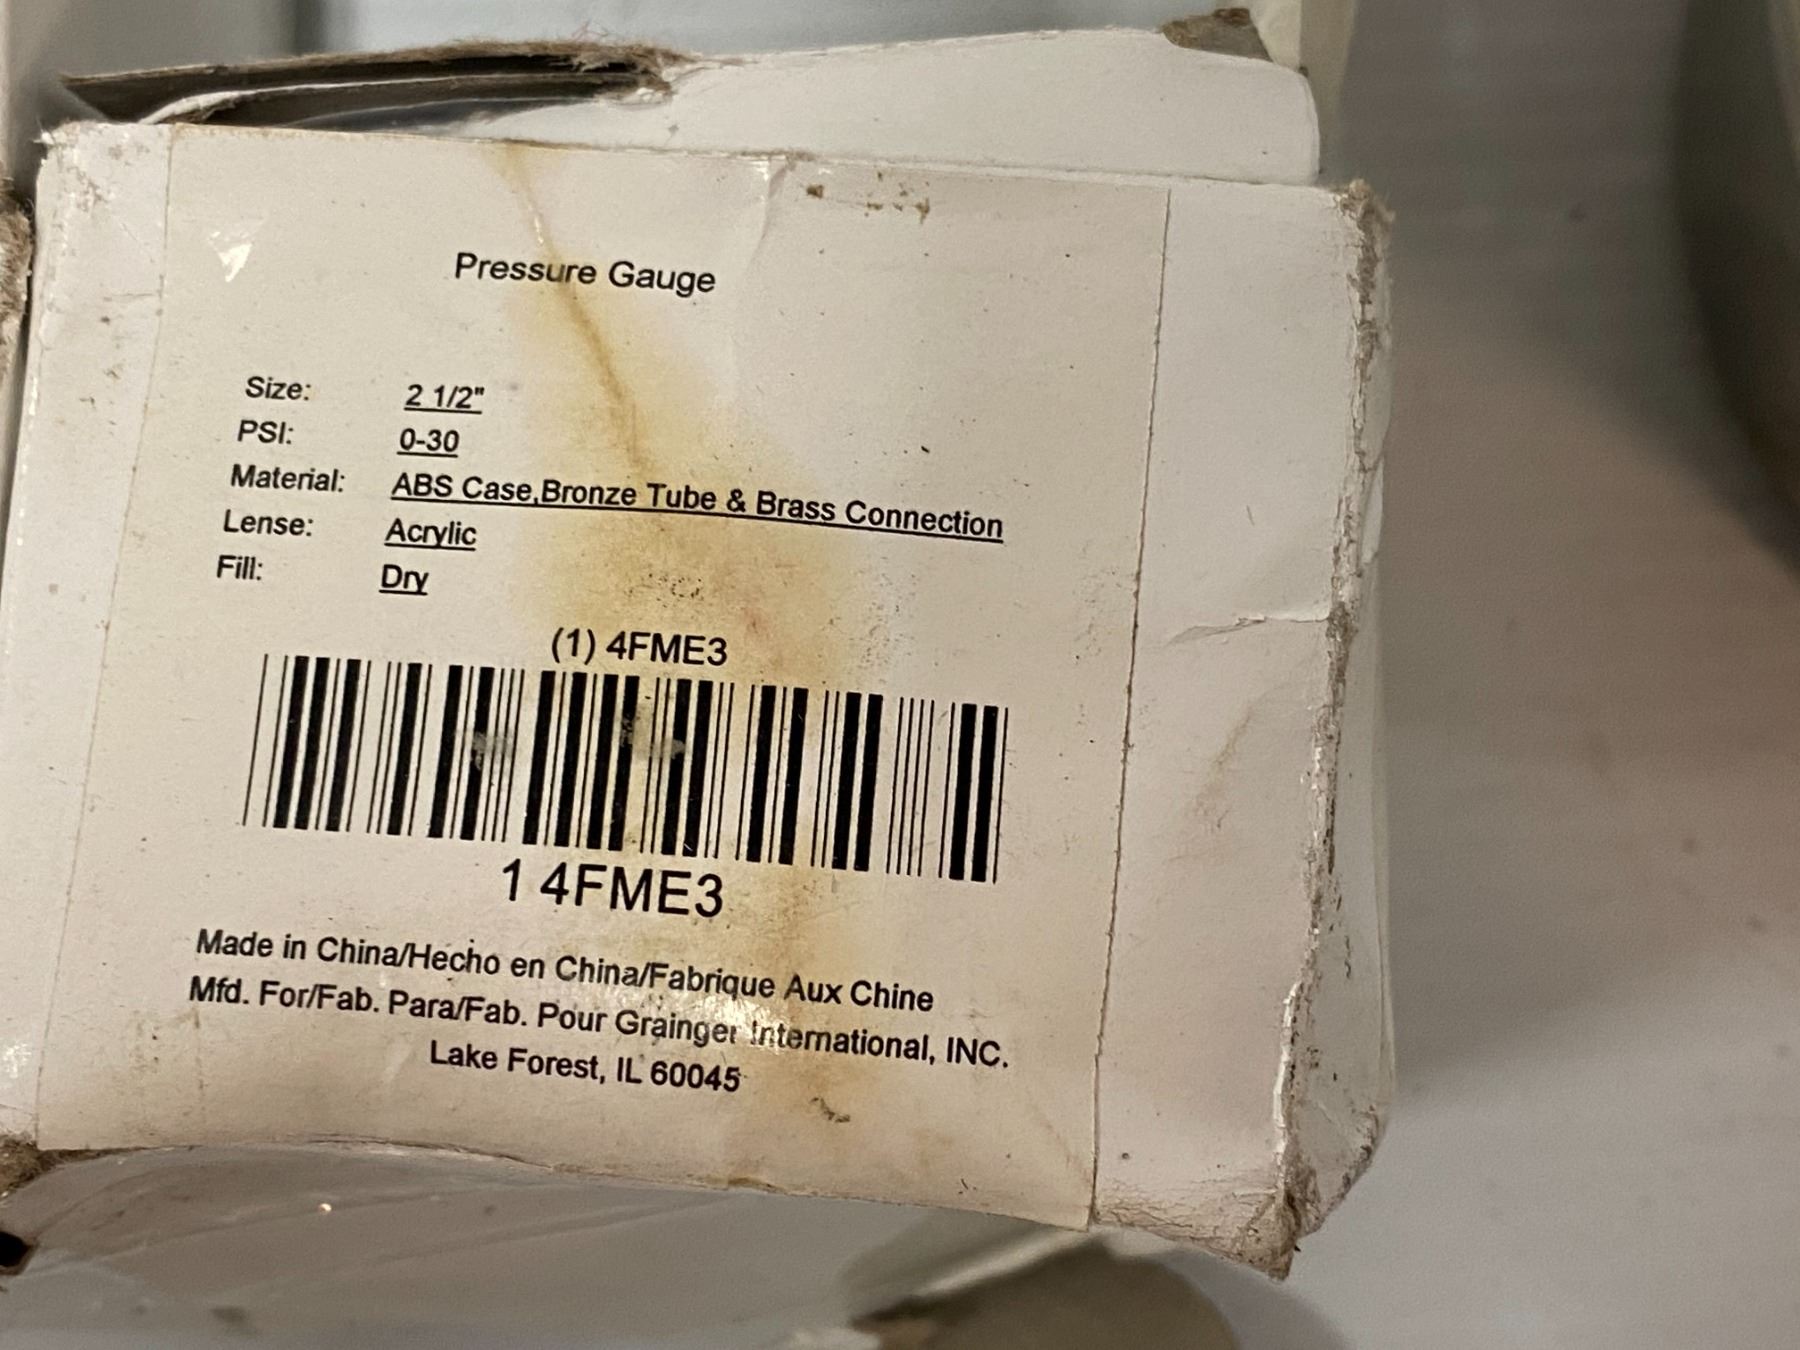 Pressure Gauge
Size: 2 1/2"
PSI: 0-30
Material: ABS Case,Bronze Tube & Brass Connection
Lense: Acrylic
Fill: Dry
(1) 4FME3
1 4FME3
Made in China/Hecho en China/Fabrique Aux Chine
Mfd. For/Fab. Para/Fab. Pour Grainger International, INC.
Lake Forest, IL 60045